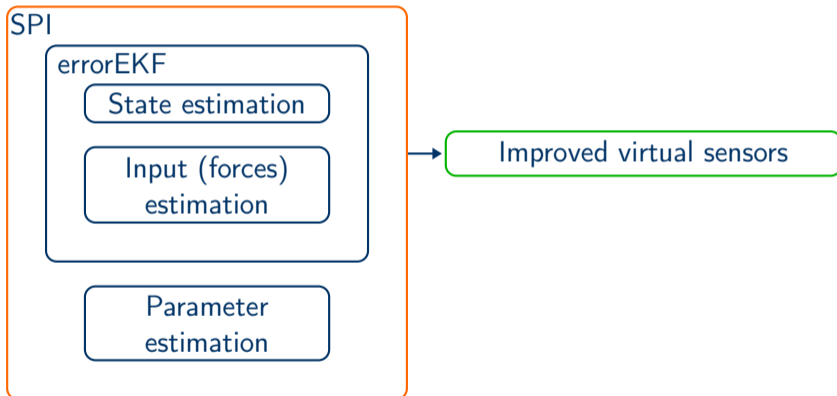 SPI
errorEKF
State estimation
Input (forces)
estimation
Parameter
estimation
Improved virtual sensors